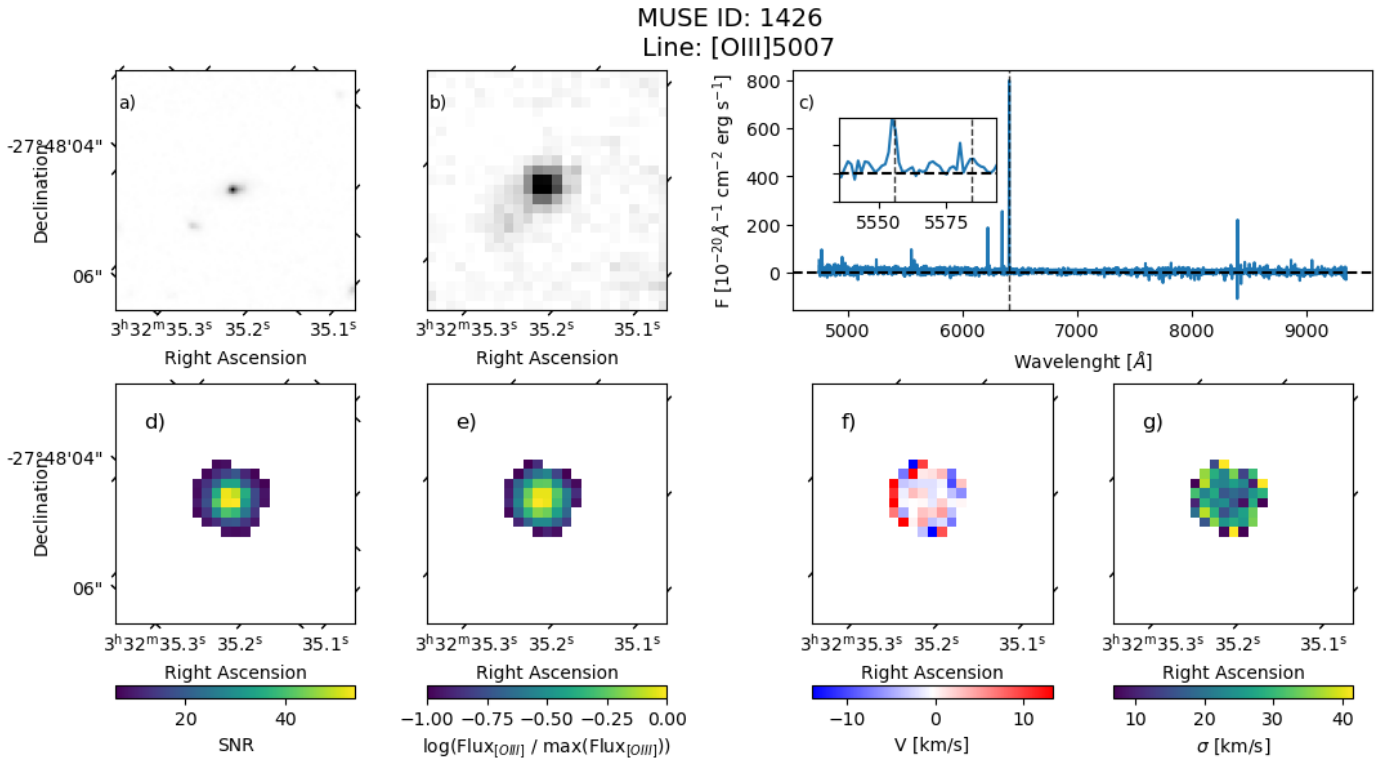 MUSE ID: 1426
Line: [OIII]5007
a)
b)
c)
-27°48'04"
06"
Declination
3ʰ32ᵐ35.3ˢ 35.2ˢ 35.1ˢ
Right Ascension
3ʰ32ᵐ35.3ˢ 35.2ˢ 35.1ˢ
Right Ascension
800
600
400
200
0
F [10⁻²⁰Å⁻¹ cm⁻² erg s⁻¹]
5550 5575
5000 6000 7000 8000 9000
Wavelenght [Å]
d)
e)
f)
g)
-27°48'04"
06"
Declination
3ʰ32ᵐ35.3ˢ 35.2ˢ 35.1ˢ
Right Ascension
3ʰ32ᵐ35.3ˢ 35.2ˢ 35.1ˢ
Right Ascension
3ʰ32ᵐ35.3ˢ 35.2ˢ 35.1ˢ
Right Ascension
3ʰ32ᵐ35.3ˢ 35.2ˢ 35.1ˢ
Right Ascension
20 40
SNR
−1.00 −0.75 −0.50 −0.25 0.00
log(Flux[OIII] / max(Flux[OIII]))
−10 0 10
V [km/s]
10 20 30 40
σ [km/s]